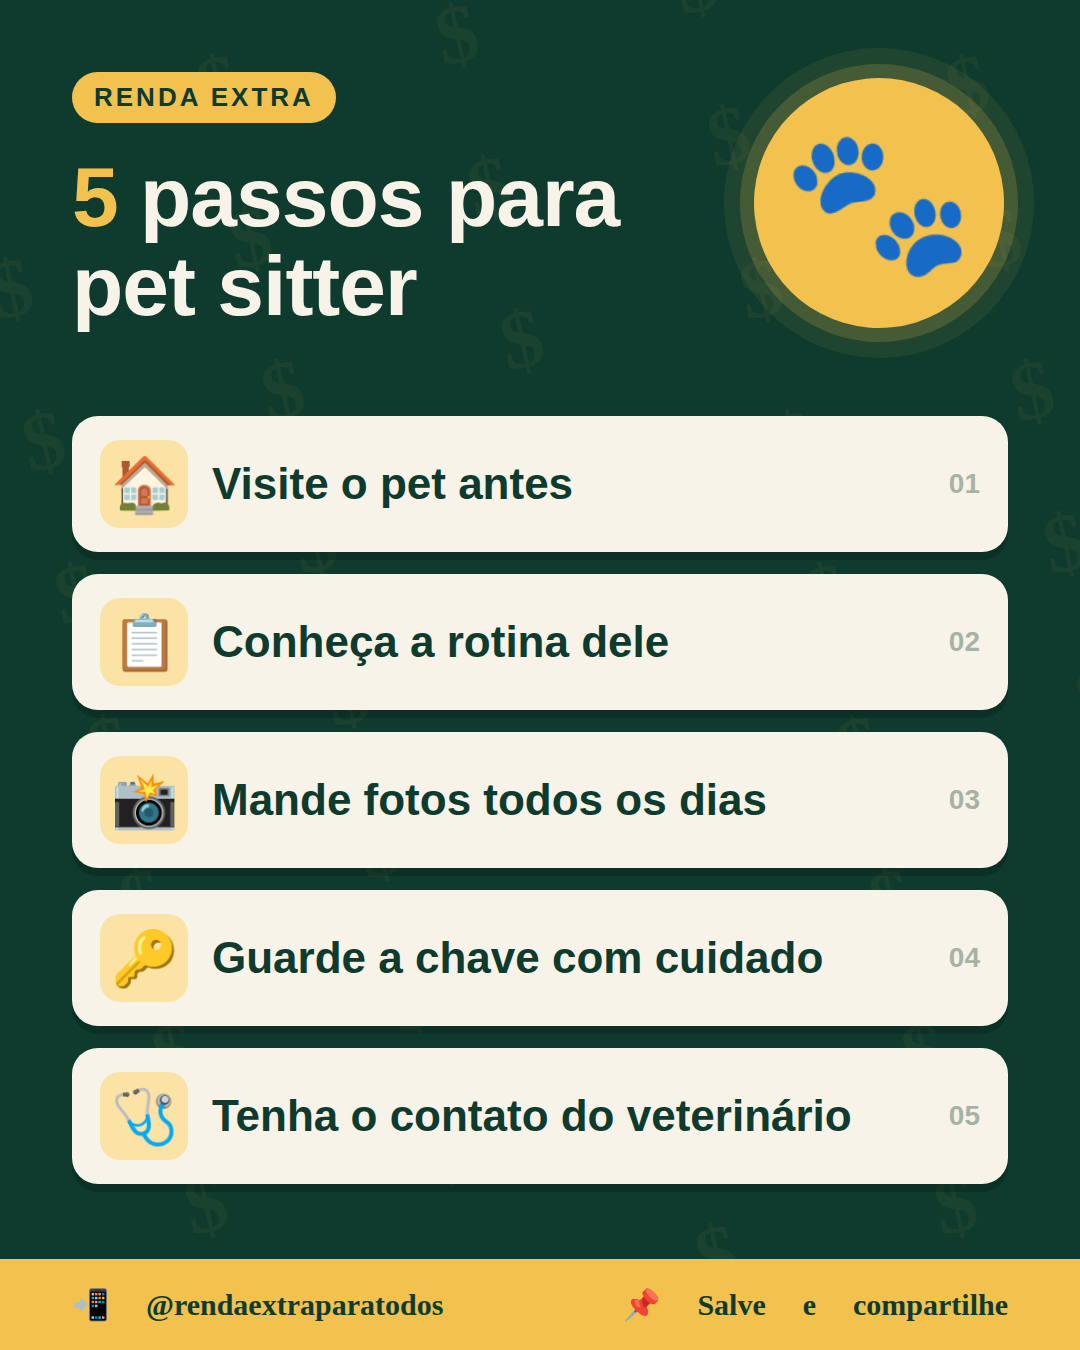 RENDA EXTRA
5 passos para
pet sitter
Visite o pet antes
01
Conheça a rotina dele
02
Mande fotos todos os dias
03
Guarde a chave com cuidado
04
Tenha o contato do veterinário
05
@rendaextraparatodos
Salve e compartilhe